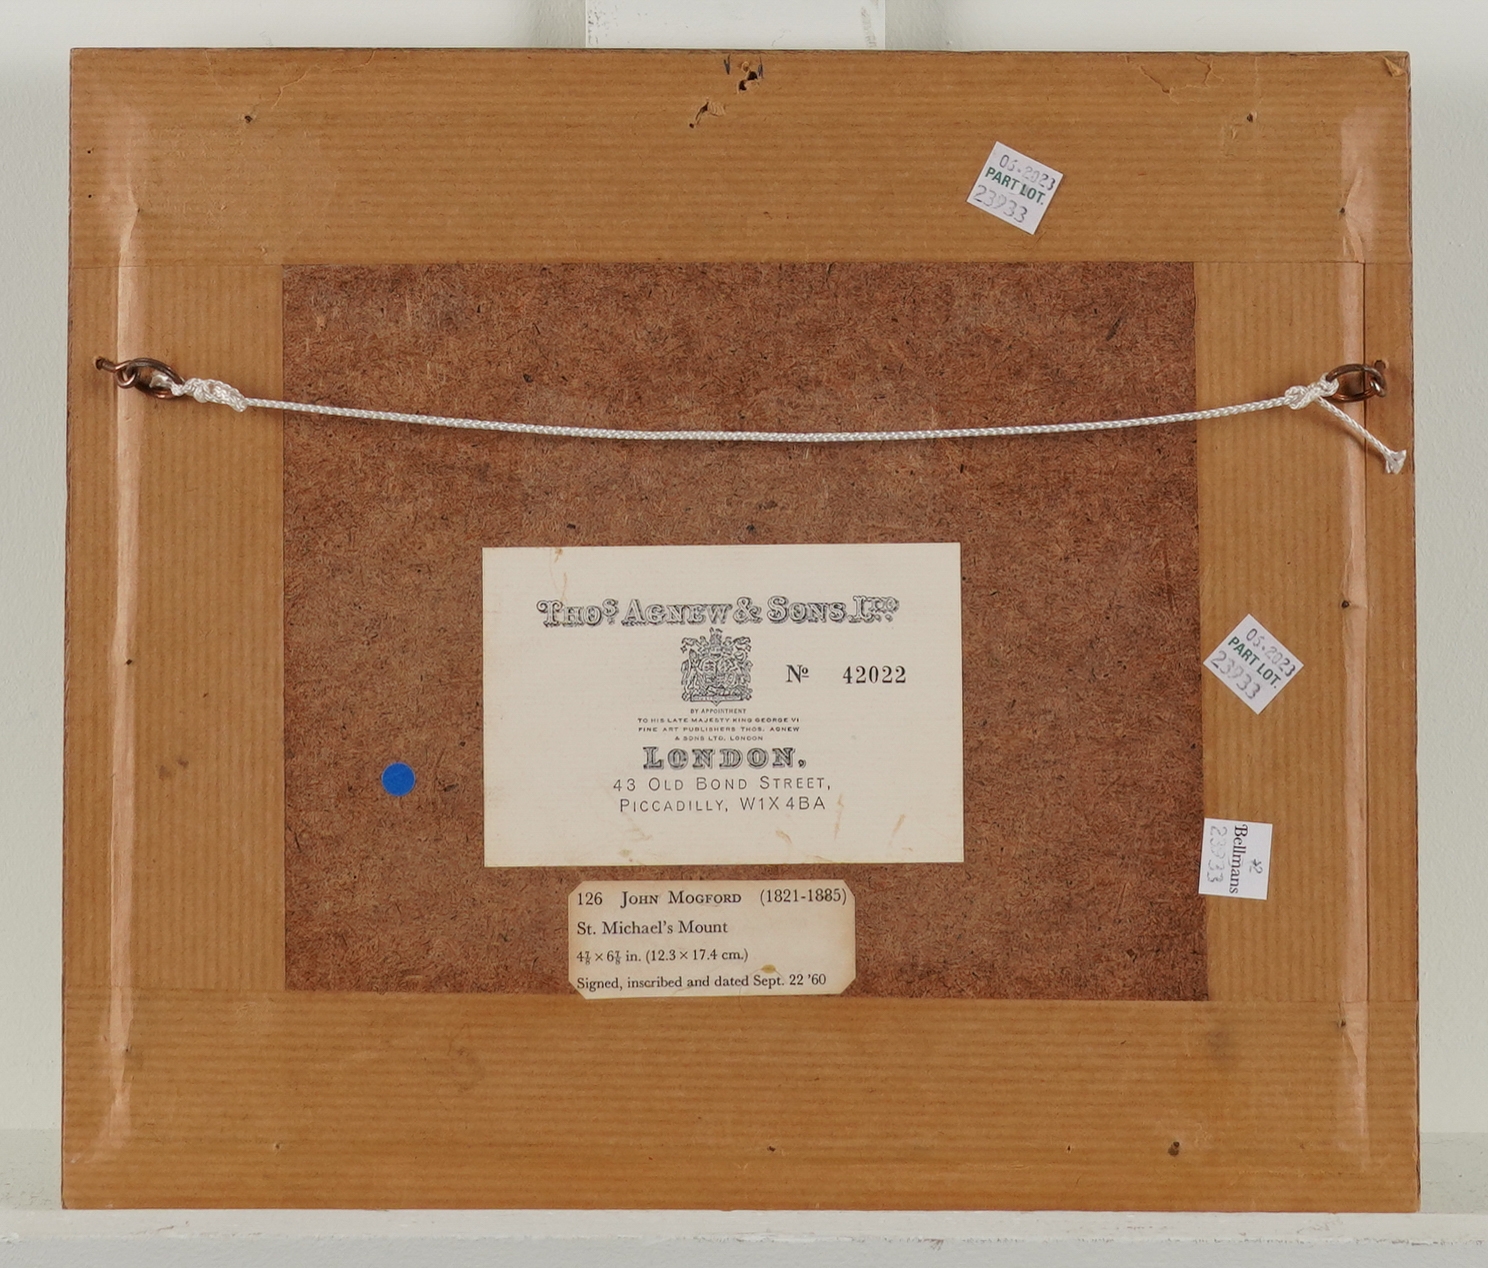 05·2023
PART LOT.
23933
THOS AGNEW & SONS, LTD
No 42022
BY APPOINTMENT
TO HIS LATE MAJESTY KING GEORGE VI
FINE ART PUBLISHERS THOS. AGNEW
& SONS LTD. LONDON
LONDON,
43 OLD BOND STREET,
PICCADILLY, W1X 4BA
05·2023
PART LOT.
23933
Bellmans
23933
126 JOHN MOGFORD (1821-1885)
St. Michael's Mount
4⅞ × 6⅞ in. (12.3 × 17.4 cm.)
Signed, inscribed and dated Sept. 22 '60